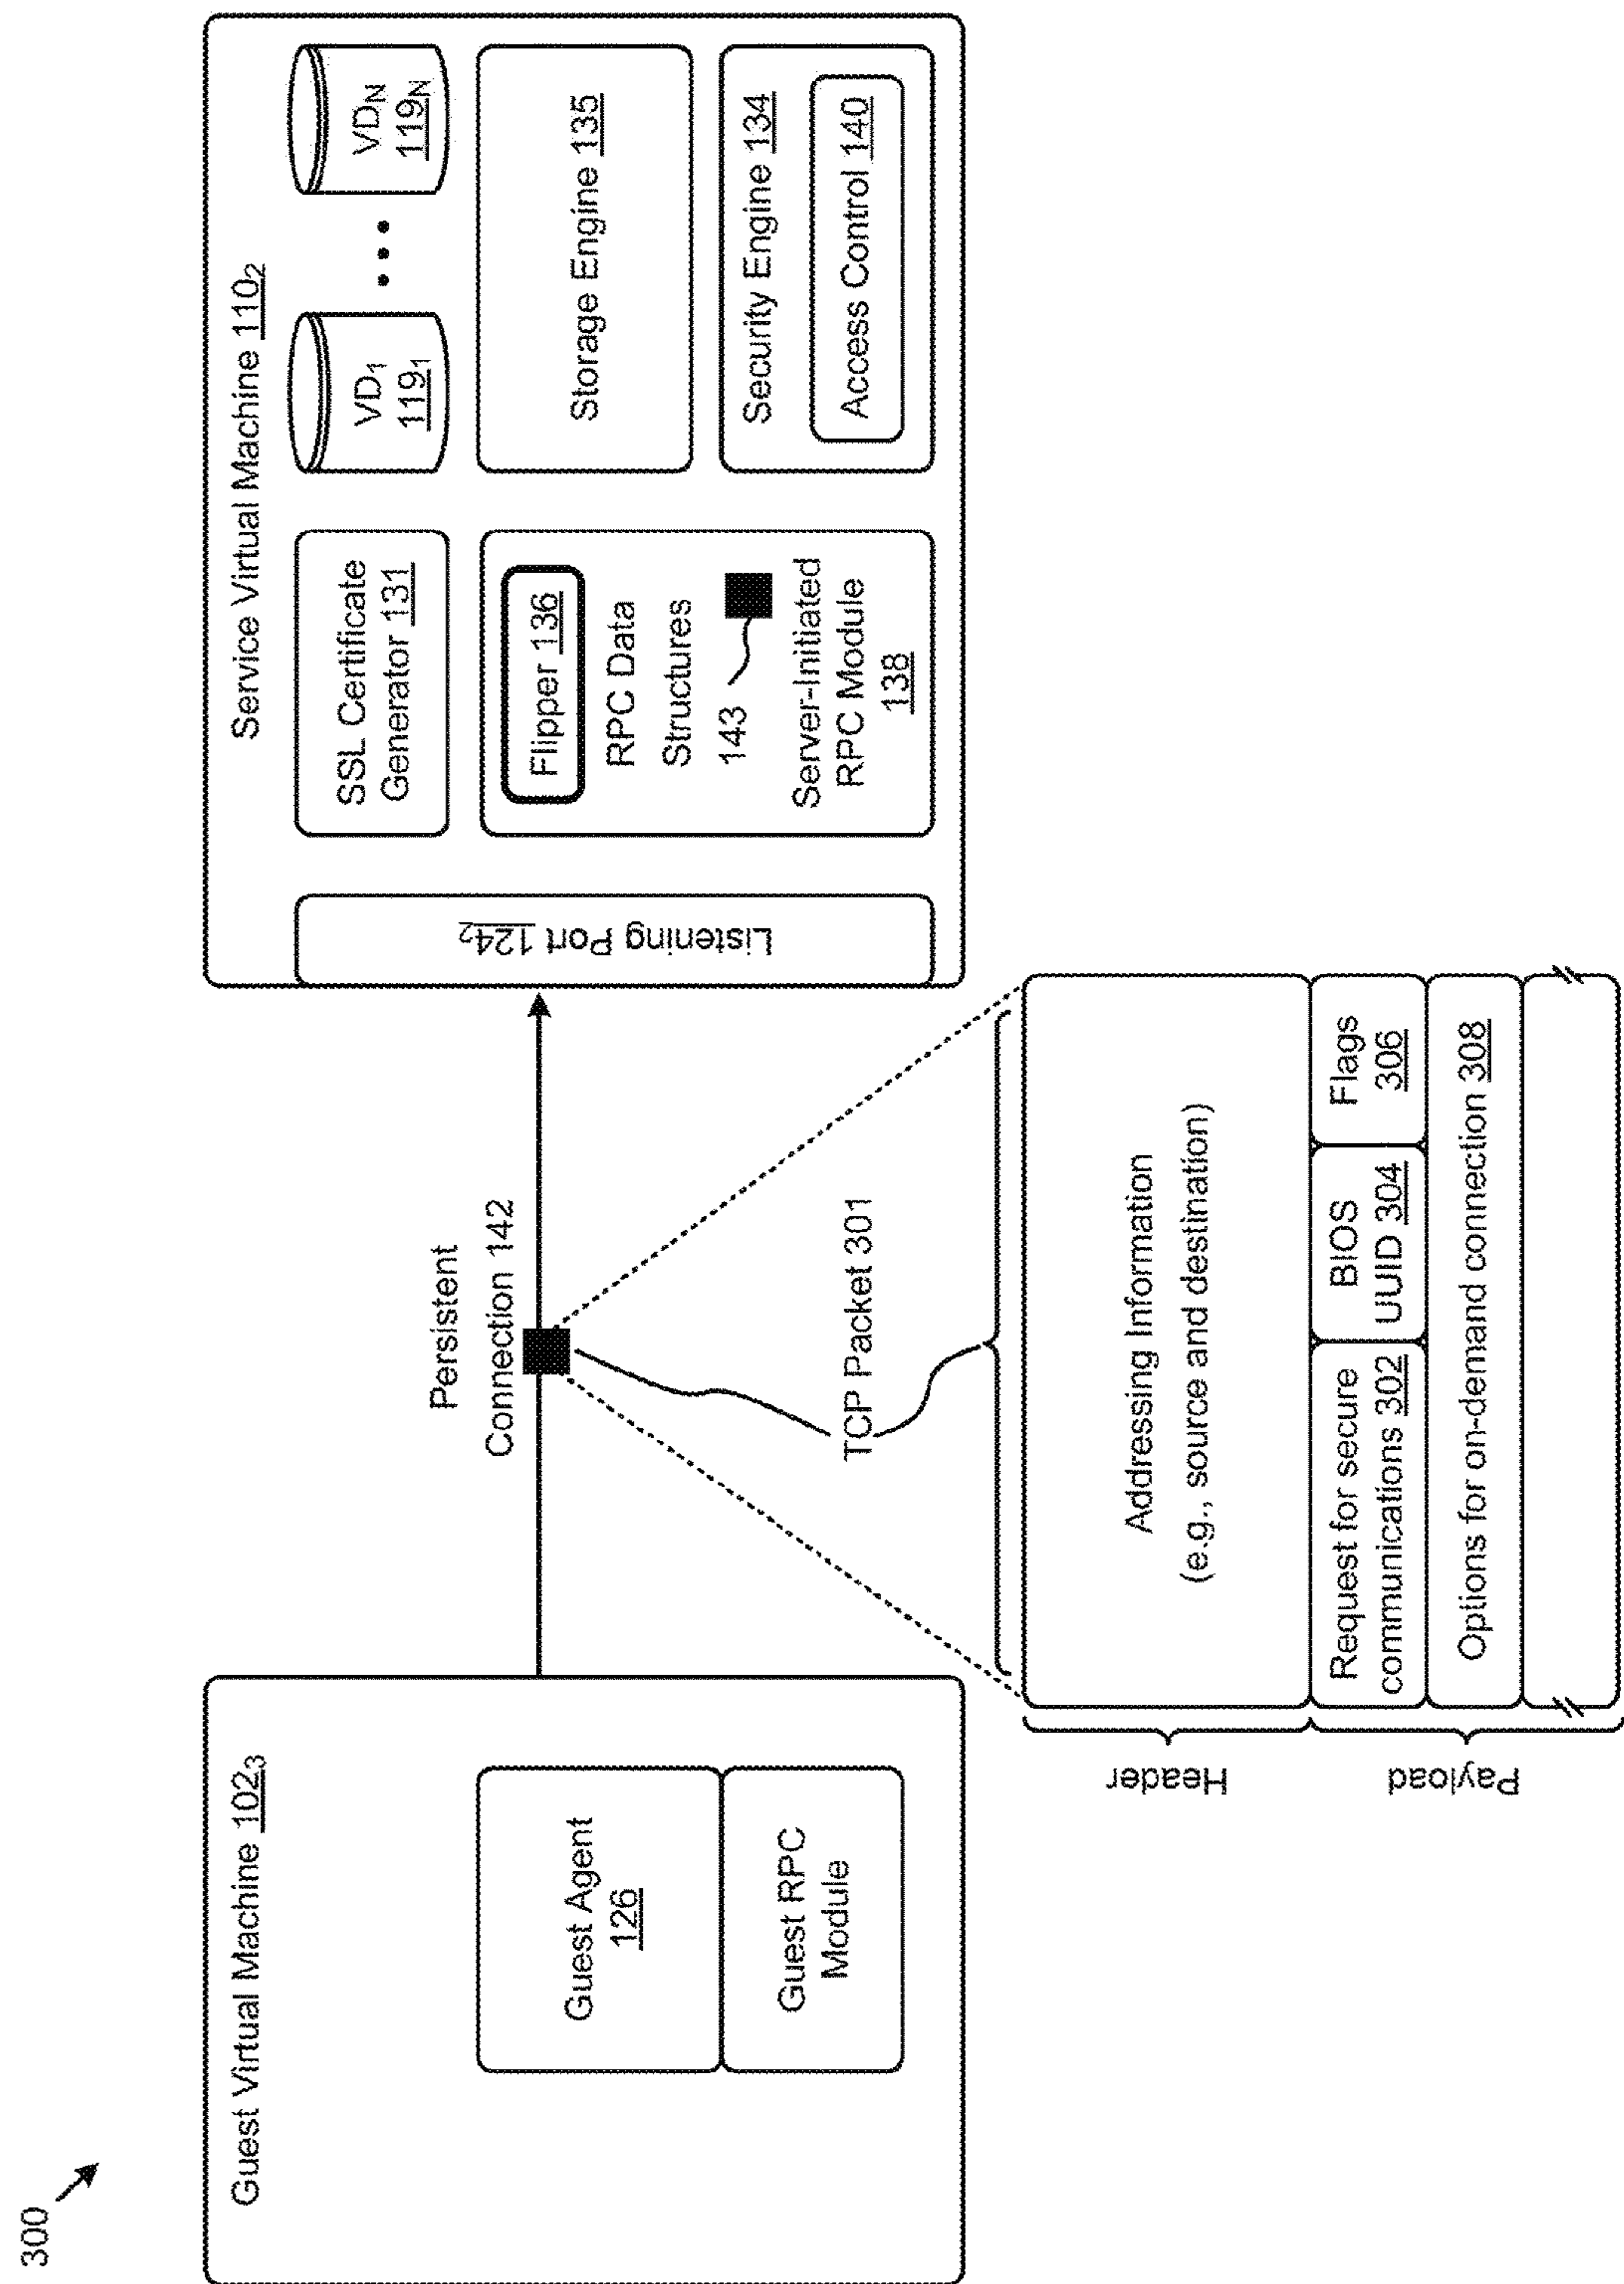 300
Guest Virtual Machine 102₃
Guest Agent
126
Guest RPC
Module
Persistent
Connection 142
TCP Packet 301
Service Virtual Machine 110₂
Listening Port 124₂
SSL Certificate
Generator 131
Flipper 136
RPC Data
Structures
143
Server-Initiated
RPC Module
138
VD₁
119₁
VD_N
119_N
Storage Engine 135
Security Engine 134
Access Control 140
Header
Addressing Information
(e.g., source and destination)
Payload
Request for secure
communications 302
BIOS
UUID 304
Flags
306
Options for on-demand connection 308